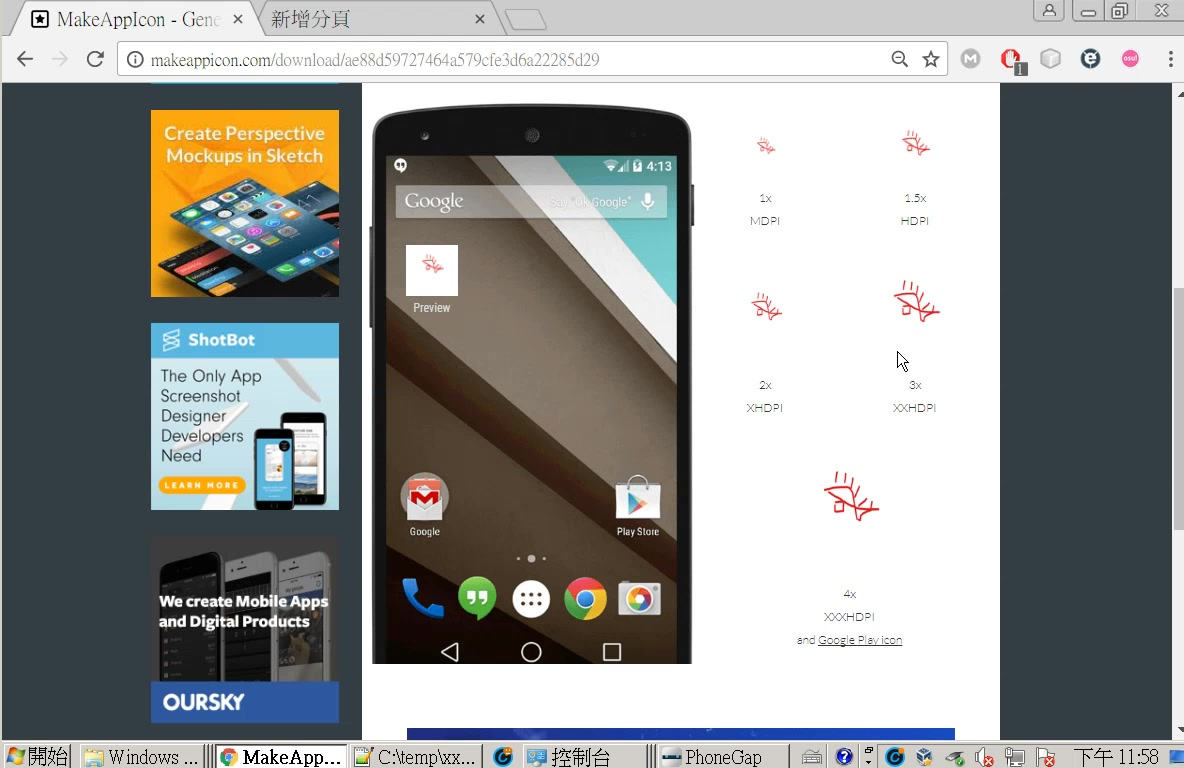 MakeAppIcon - Gene
新增分頁
makeappicon.com/download/ae88d59727464a579cfe3d6a22285d29
1
osu!
Create Perspective
Mockups in Sketch
ShotBot
The Only App
Screenshot
Designer
Developers
Need
LEARN MORE
We create Mobile Apps
and Digital Products
OURSKY
4:13
Google
Say "Ok Google"
Preview
Google
Play Store
1x
MDPI
1.5x
HDPI
2x
XHDPI
3x
XXHDPI
4x
XXXHDPI
and Google Play icon
開始
Windows ...
MakeApp...
C:\temp\xx...
控制台
PhoneGap
下午 11:58